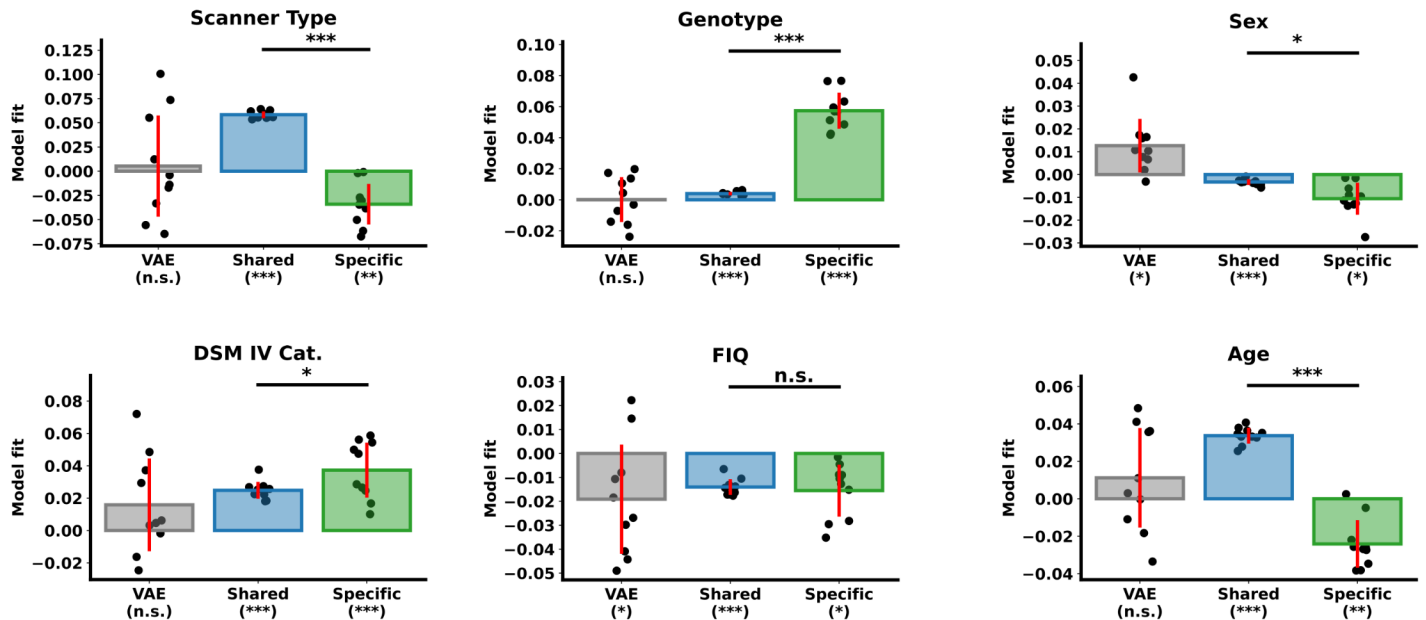 Scanner Type
***
Model fit
0.125
0.100
0.075
0.050
0.025
0.000
−0.025
−0.050
−0.075
VAE Shared Specific
(n.s.) (***) (**)
Genotype
***
Model fit
0.10
0.08
0.06
0.04
0.02
0.00
−0.02
VAE Shared Specific
(n.s.) (***) (***)
Sex
*
Model fit
0.05
0.04
0.03
0.02
0.01
0.00
−0.01
−0.02
−0.03
VAE Shared Specific
(*) (***) (*)
DSM IV Cat.
*
Model fit
0.08
0.06
0.04
0.02
0.00
−0.02
VAE Shared Specific
(n.s.) (***) (***)
FIQ
n.s.
Model fit
0.03
0.02
0.01
−0.00
−0.01
−0.02
−0.03
−0.04
−0.05
VAE Shared Specific
(*) (***) (*)
Age
***
Model fit
0.06
0.04
0.02
0.00
−0.02
−0.04
VAE Shared Specific
(n.s.) (***) (**)